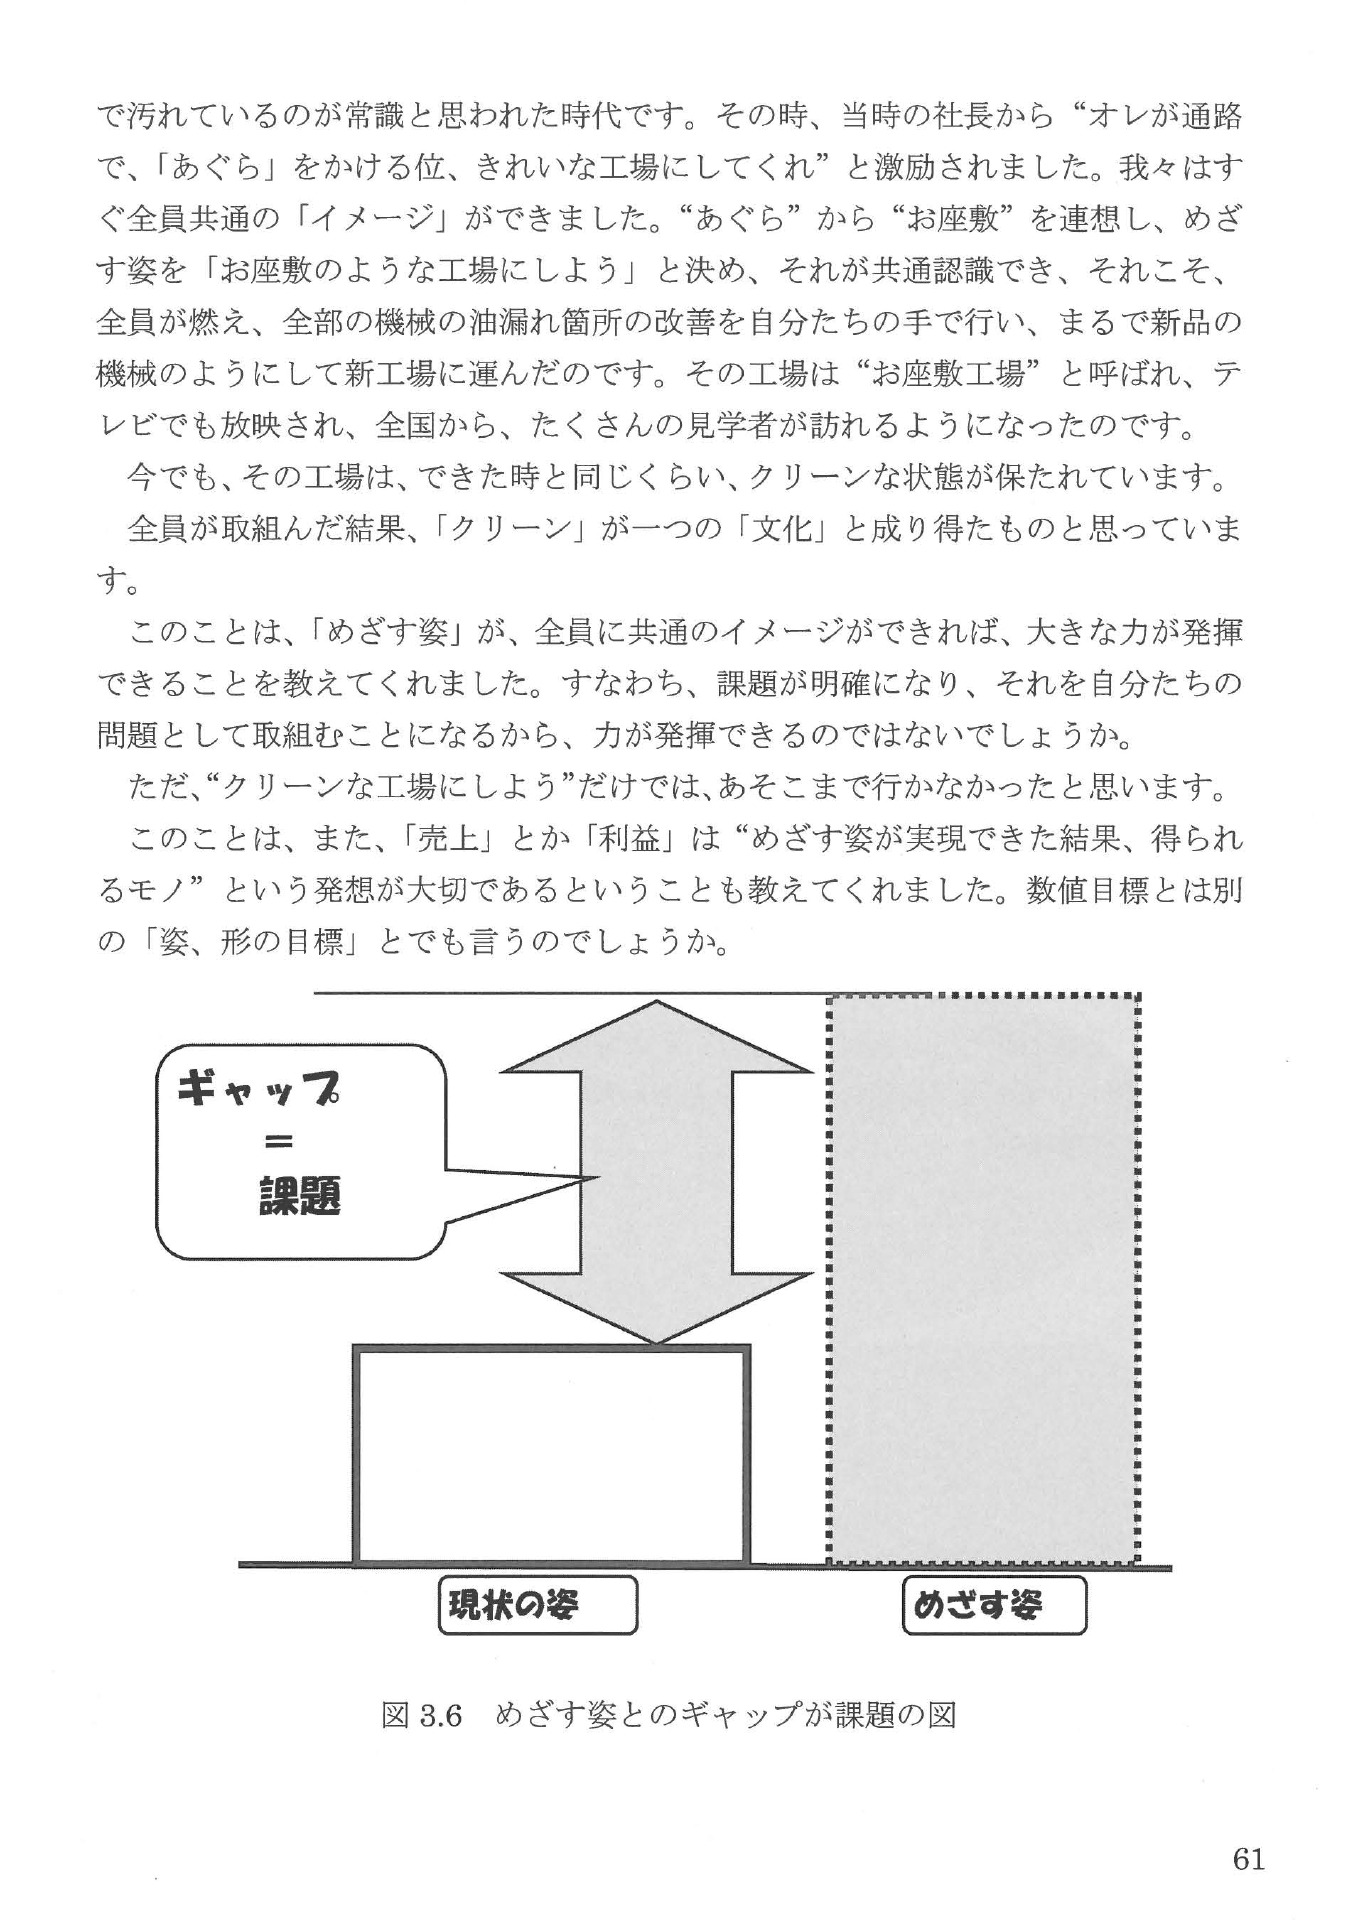 で汚れているのが常識と思われた時代です。その時、当時の社長から“オレが通路
で、「あぐら」をかける位、きれいな工場にしてくれ”と激励されました。我々はす
ぐ全員共通の「イメージ」ができました。“あぐら”から“お座敷”を連想し、めざ
す姿を「お座敷のような工場にしよう」と決め、それが共通認識でき、それこそ、
全員が燃え、全部の機械の油漏れ箇所の改善を自分たちの手で行い、まるで新品の
機械のようにして新工場に運んだのです。その工場は“お座敷工場”と呼ばれ、テ
レビでも放映され、全国から、たくさんの見学者が訪れるようになったのです。
今でも、その工場は、できた時と同じくらい、クリーンな状態が保たれています。
全員が取組んだ結果、「クリーン」が一つの「文化」と成り得たものと思っていま
す。
このことは、「めざす姿」が、全員に共通のイメージができれば、大きな力が発揮
できることを教えてくれました。すなわち、課題が明確になり、それを自分たちの
問題として取組むことになるから、力が発揮できるのではないでしょうか。
ただ、“クリーンな工場にしよう”だけでは、あそこまで行かなかったと思います。
このことは、また、「売上」とか「利益」は“めざす姿が実現できた結果、得られ
るモノ”という発想が大切であるということも教えてくれました。数値目標とは別
の「姿、形の目標」とでも言うのでしょうか。
ギャップ
＝
課題
現状の姿
めざす姿
図 3.6　めざす姿とのギャップが課題の図
61